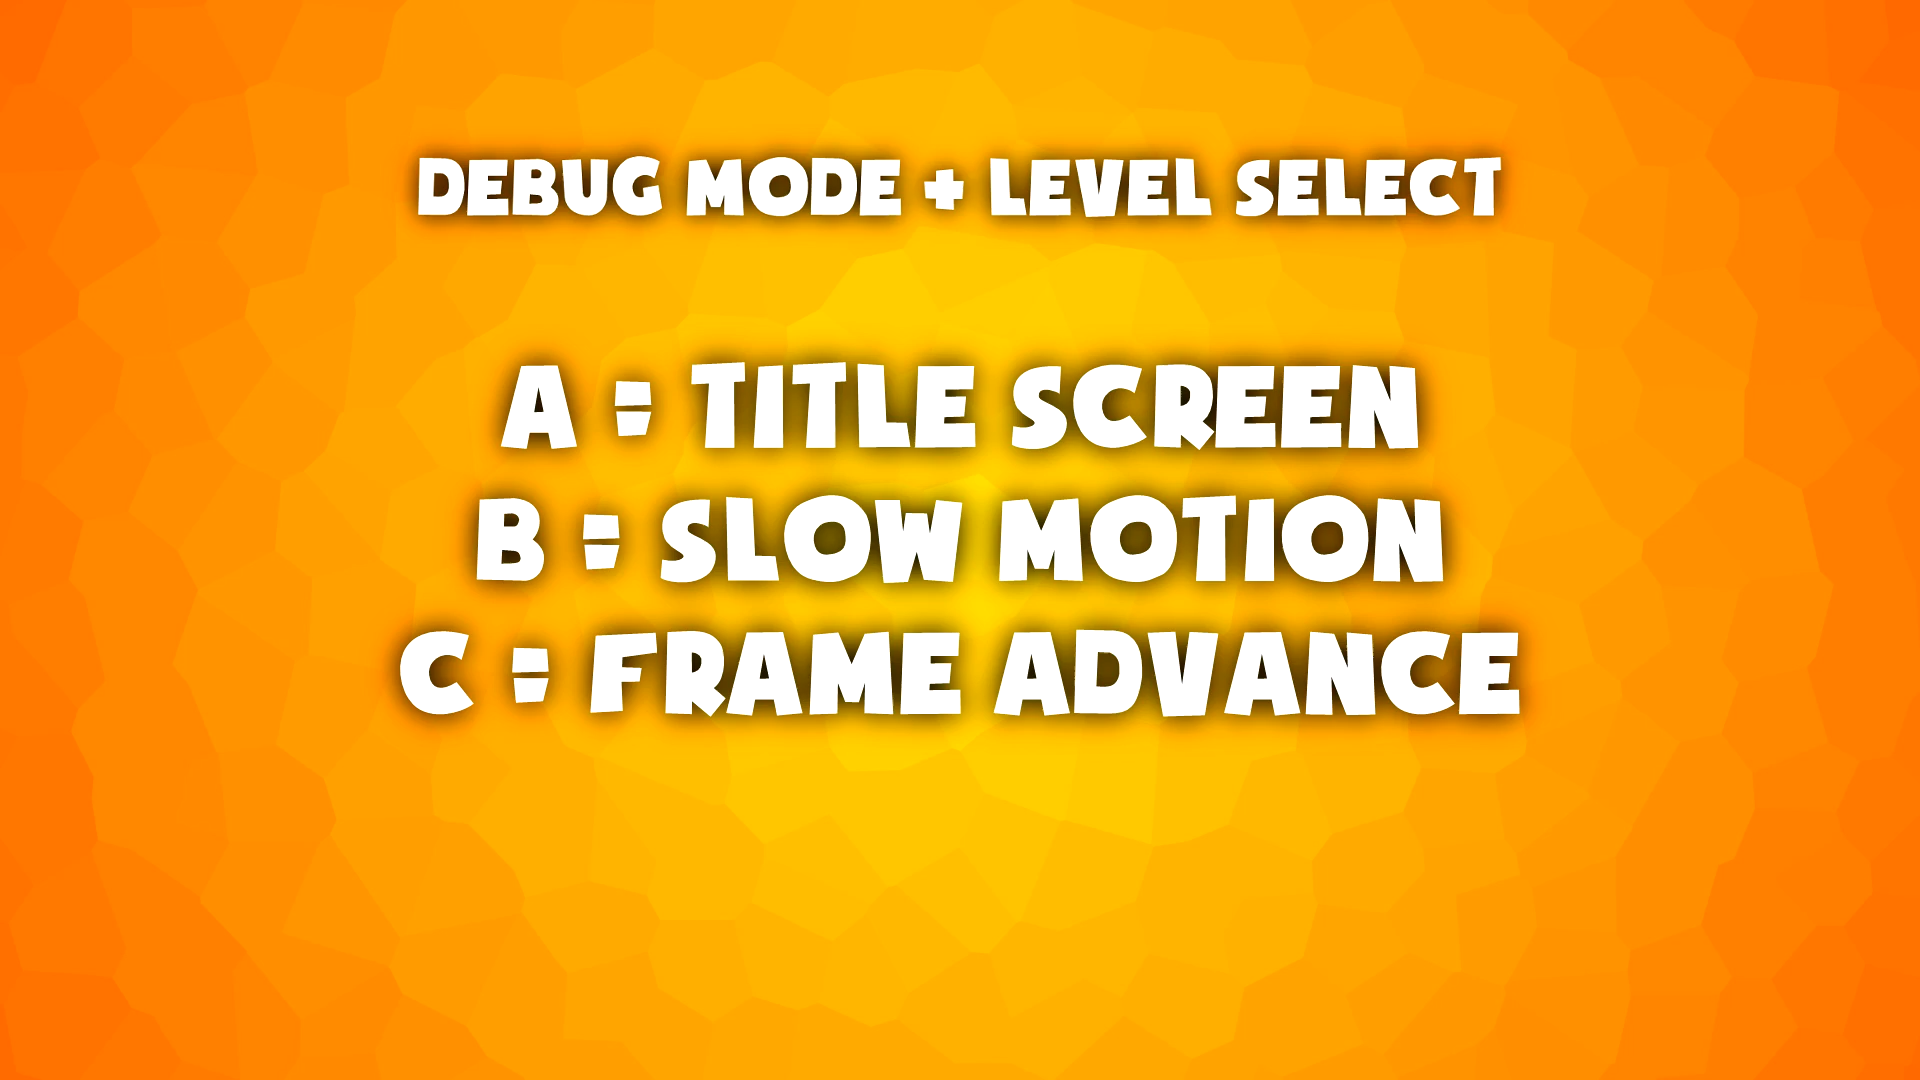 DEBUG MODE + LEVEL SELECT
A = TITLE SCREEN
B = SLOW MOTION
C = FRAME ADVANCE